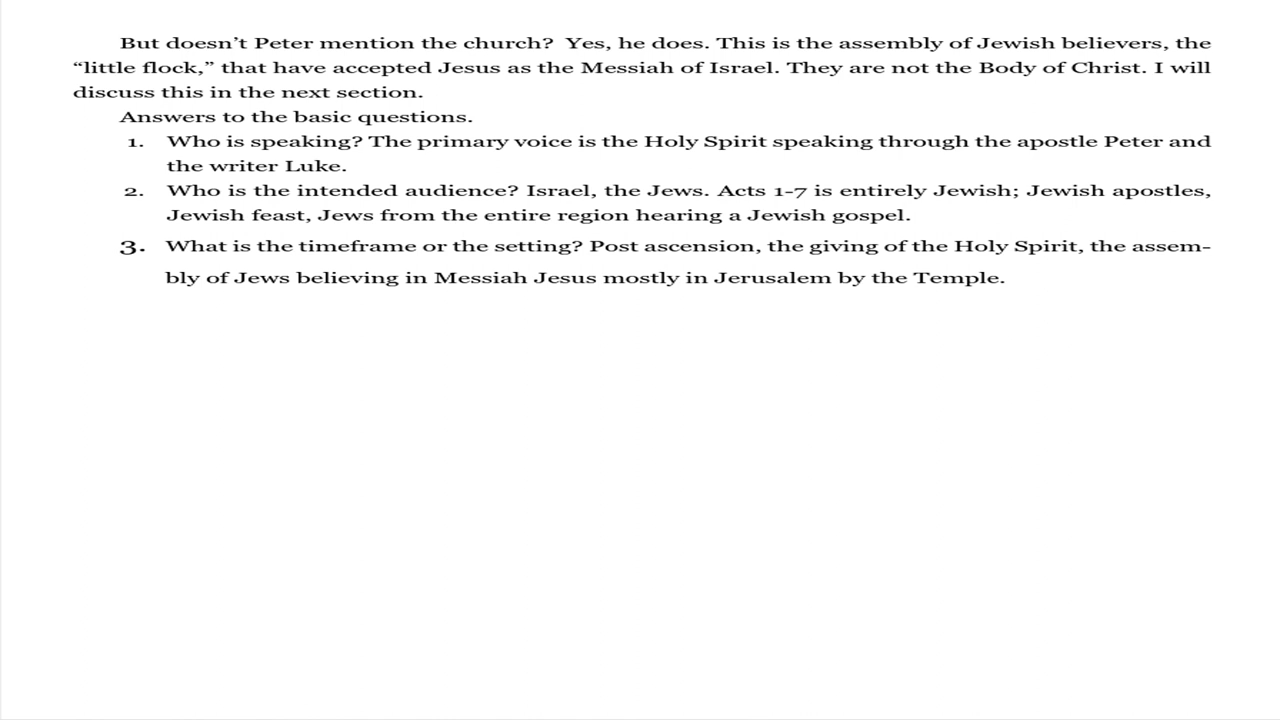 But doesn’t Peter mention the church?  Yes, he does. This is the assembly of Jewish believers, the
“little flock,” that have accepted Jesus as the Messiah of Israel. They are not the Body of Christ. I will
discuss this in the next section.
Answers to the basic questions.
1. Who is speaking? The primary voice is the Holy Spirit speaking through the apostle Peter and
the writer Luke.
2. Who is the intended audience? Israel, the Jews. Acts 1-7 is entirely Jewish; Jewish apostles,
Jewish feast, Jews from the entire region hearing a Jewish gospel.
3. What is the timeframe or the setting? Post ascension, the giving of the Holy Spirit, the assem-
bly of Jews believing in Messiah Jesus mostly in Jerusalem by the Temple.